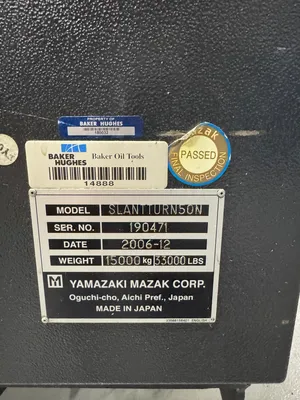 PROPERTY OF
BAKER HUGHES
Mazak
PASSED
FINAL INSPECTION
BAKER
HUGHES
Baker Oil Tools
14888
MODEL SLANTTURN50N
SER. NO. 190471
DATE 2006-12
WEIGHT 15000 kg 33000 LBS
M YAMAZAKI MAZAK CORP.
Oguchi-cho, Aichi Pref., Japan
MADE IN JAPAN